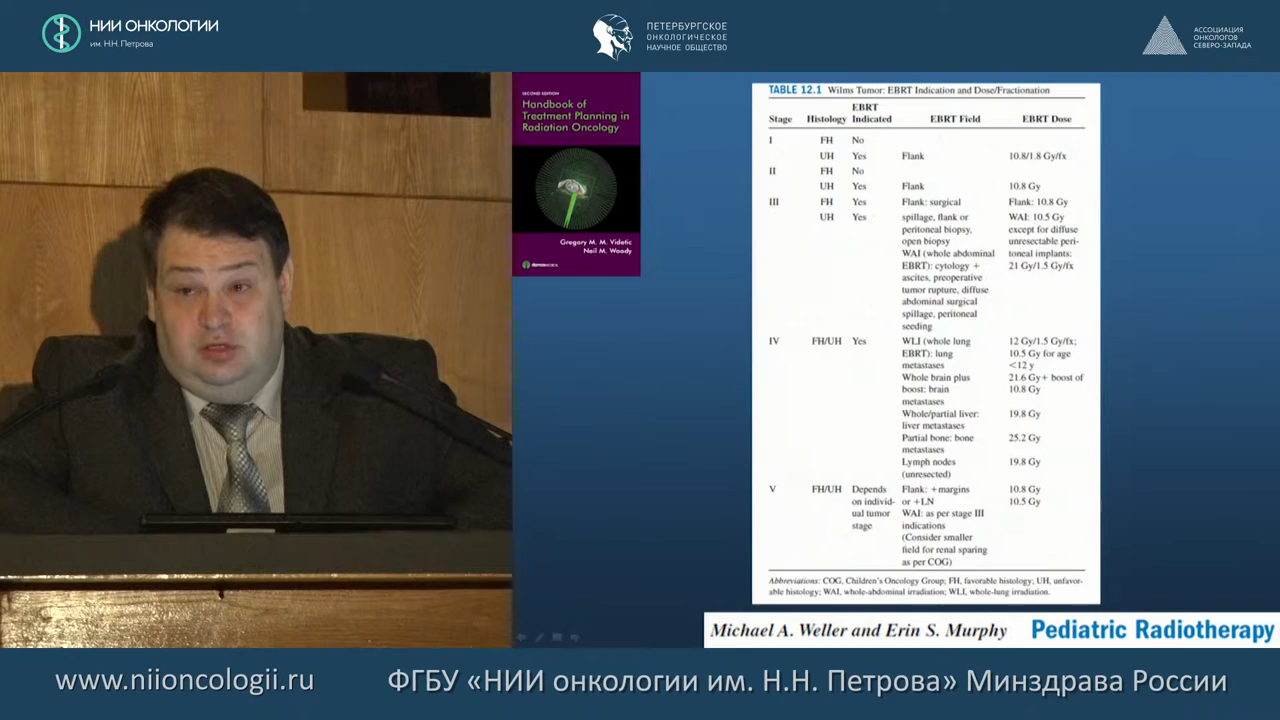 НИИ ОНКОЛОГИИ
им. Н.Н. Петрова
ПЕТЕРБУРГСКОЕ
ОНКОЛОГИЧЕСКОЕ
НАУЧНОЕ ОБЩЕСТВО
АССОЦИАЦИЯ
ОНКОЛОГОВ
СЕВЕРО-ЗАПАДА
SECOND EDITION
Handbook of
Treatment Planning in
Radiation Oncology
Gregory M. M. Videtic
Neil M. Woody
demosMEDICAL
TABLE 12.1 Wilms Tumor: EBRT Indication and Dose/Fractionation
EBRT
Stage Histology Indicated EBRT Field EBRT Dose
I FH No
UH Yes Flank 10.8/1.8 Gy/fx
II FH No
UH Yes Flank 10.8 Gy
III FH Yes Flank: surgical Flank: 10.8 Gy
UH Yes spillage, flank or WAI: 10.5 Gy
peritoneal biopsy, except for diffuse
open biopsy unresectable peri-
WAI (whole abdominal toneal implants:
EBRT): cytology + 21 Gy/1.5 Gy/fx
ascites, preoperative
tumor rupture, diffuse
abdominal surgical
spillage, peritoneal
seeding
IV FH/UH Yes WLI (whole lung 12 Gy/1.5 Gy/fx;
EBRT): lung 10.5 Gy for age
metastases <12 y
Whole brain plus 21.6 Gy+ boost of
boost: brain 10.8 Gy
metastases
Whole/partial liver: 19.8 Gy
liver metastases
Partial bone: bone 25.2 Gy
metastases
Lymph nodes 19.8 Gy
(unresected)
V FH/UH Depends Flank: +margins 10.8 Gy
on individ- or +LN 10.5 Gy
ual tumor WAI: as per stage III
stage indications
(Consider smaller
field for renal sparing
as per COG)
Abbreviations: COG, Children's Oncology Group; FH, favorable histology; UH, unfavor-
able histology; WAI, whole-abdominal irradiation; WLI, whole-lung irradiation.
Michael A. Weller and Erin S. Murphy Pediatric Radiotherapy
www.niioncologii.ru ФГБУ «НИИ онкологии им. Н.Н. Петрова» Минздрава России